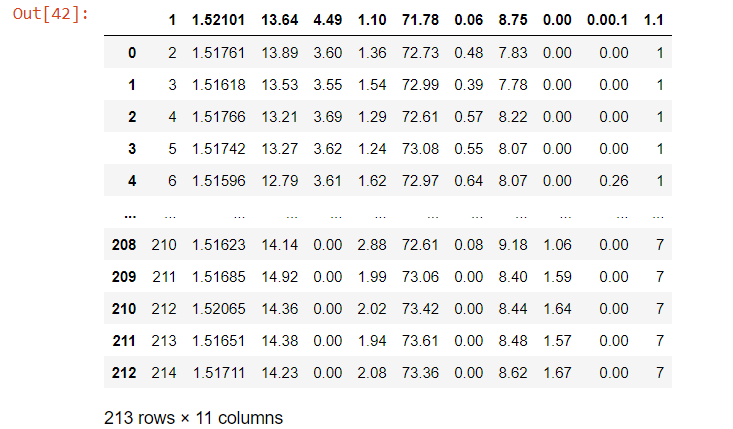 Out[42]:
1 1.52101 13.64 4.49 1.10 71.78 0.06 8.75 0.00 0.00.1 1.1
0 2 1.51761 13.89 3.60 1.36 72.73 0.48 7.83 0.00 0.00 1
1 3 1.51618 13.53 3.55 1.54 72.99 0.39 7.78 0.00 0.00 1
2 4 1.51766 13.21 3.69 1.29 72.61 0.57 8.22 0.00 0.00 1
3 5 1.51742 13.27 3.62 1.24 73.08 0.55 8.07 0.00 0.00 1
4 6 1.51596 12.79 3.61 1.62 72.97 0.64 8.07 0.00 0.26 1
... ... ... ... ... ... ... ... ... ... ... ...
208 210 1.51623 14.14 0.00 2.88 72.61 0.08 9.18 1.06 0.00 7
209 211 1.51685 14.92 0.00 1.99 73.06 0.00 8.40 1.59 0.00 7
210 212 1.52065 14.36 0.00 2.02 73.42 0.00 8.44 1.64 0.00 7
211 213 1.51651 14.38 0.00 1.94 73.61 0.00 8.48 1.57 0.00 7
212 214 1.51711 14.23 0.00 2.08 73.36 0.00 8.62 1.67 0.00 7
213 rows × 11 columns